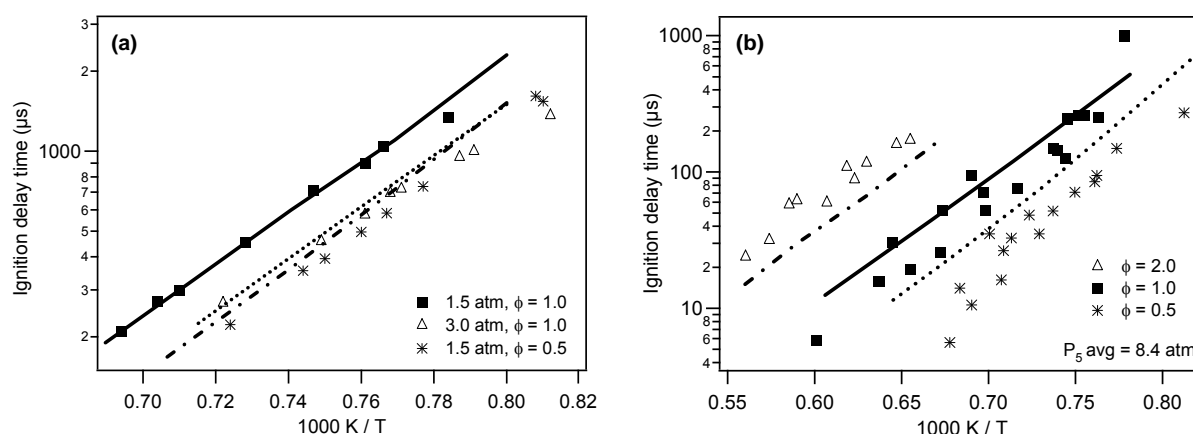 (a)
3
2
1000
9
8
7
6
5
4
3
2
Ignition delay time (µs)
0.70 0.72 0.74 0.76 0.78 0.80 0.82
1000 K / T
1.5 atm, ϕ = 1.0
3.0 atm, ϕ = 1.0
1.5 atm, ϕ = 0.5
(b)
1000
8
6
4
2
100
8
6
4
2
10
8
6
4
Ignition delay time (µs)
0.55 0.60 0.65 0.70 0.75 0.80
1000 K / T
ϕ = 2.0
ϕ = 1.0
ϕ = 0.5
P5 avg = 8.4 atm